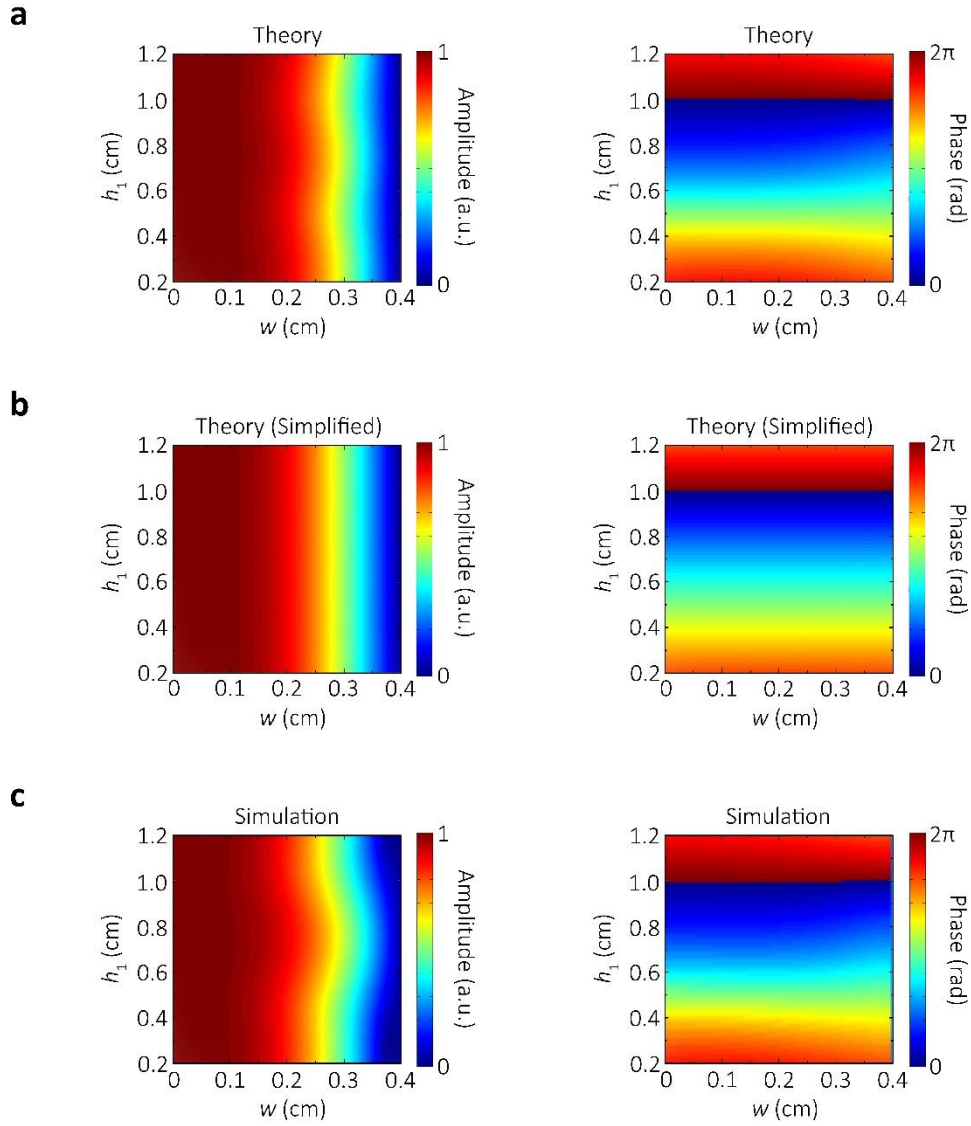 a
Theory
1.2
1.0
0.8
0.6
0.4
0.2
h1 (cm)
0 0.1 0.2 0.3 0.4
w (cm)
1
0
Amplitude (a.u.)
Theory
1.2
1.0
0.8
0.6
0.4
0.2
h1 (cm)
0 0.1 0.2 0.3 0.4
w (cm)
2π
0
Phase (rad)
b
Theory (Simplified)
1.2
1.0
0.8
0.6
0.4
0.2
h1 (cm)
0 0.1 0.2 0.3 0.4
w (cm)
1
0
Amplitude (a.u.)
Theory (Simplified)
1.2
1.0
0.8
0.6
0.4
0.2
h1 (cm)
0 0.1 0.2 0.3 0.4
w (cm)
2π
0
Phase (rad)
c
Simulation
1.2
1.0
0.8
0.6
0.4
0.2
h1 (cm)
0 0.1 0.2 0.3 0.4
w (cm)
1
0
Amplitude (a.u.)
Simulation
1.2
1.0
0.8
0.6
0.4
0.2
h1 (cm)
0 0.1 0.2 0.3 0.4
w (cm)
2π
0
Phase (rad)